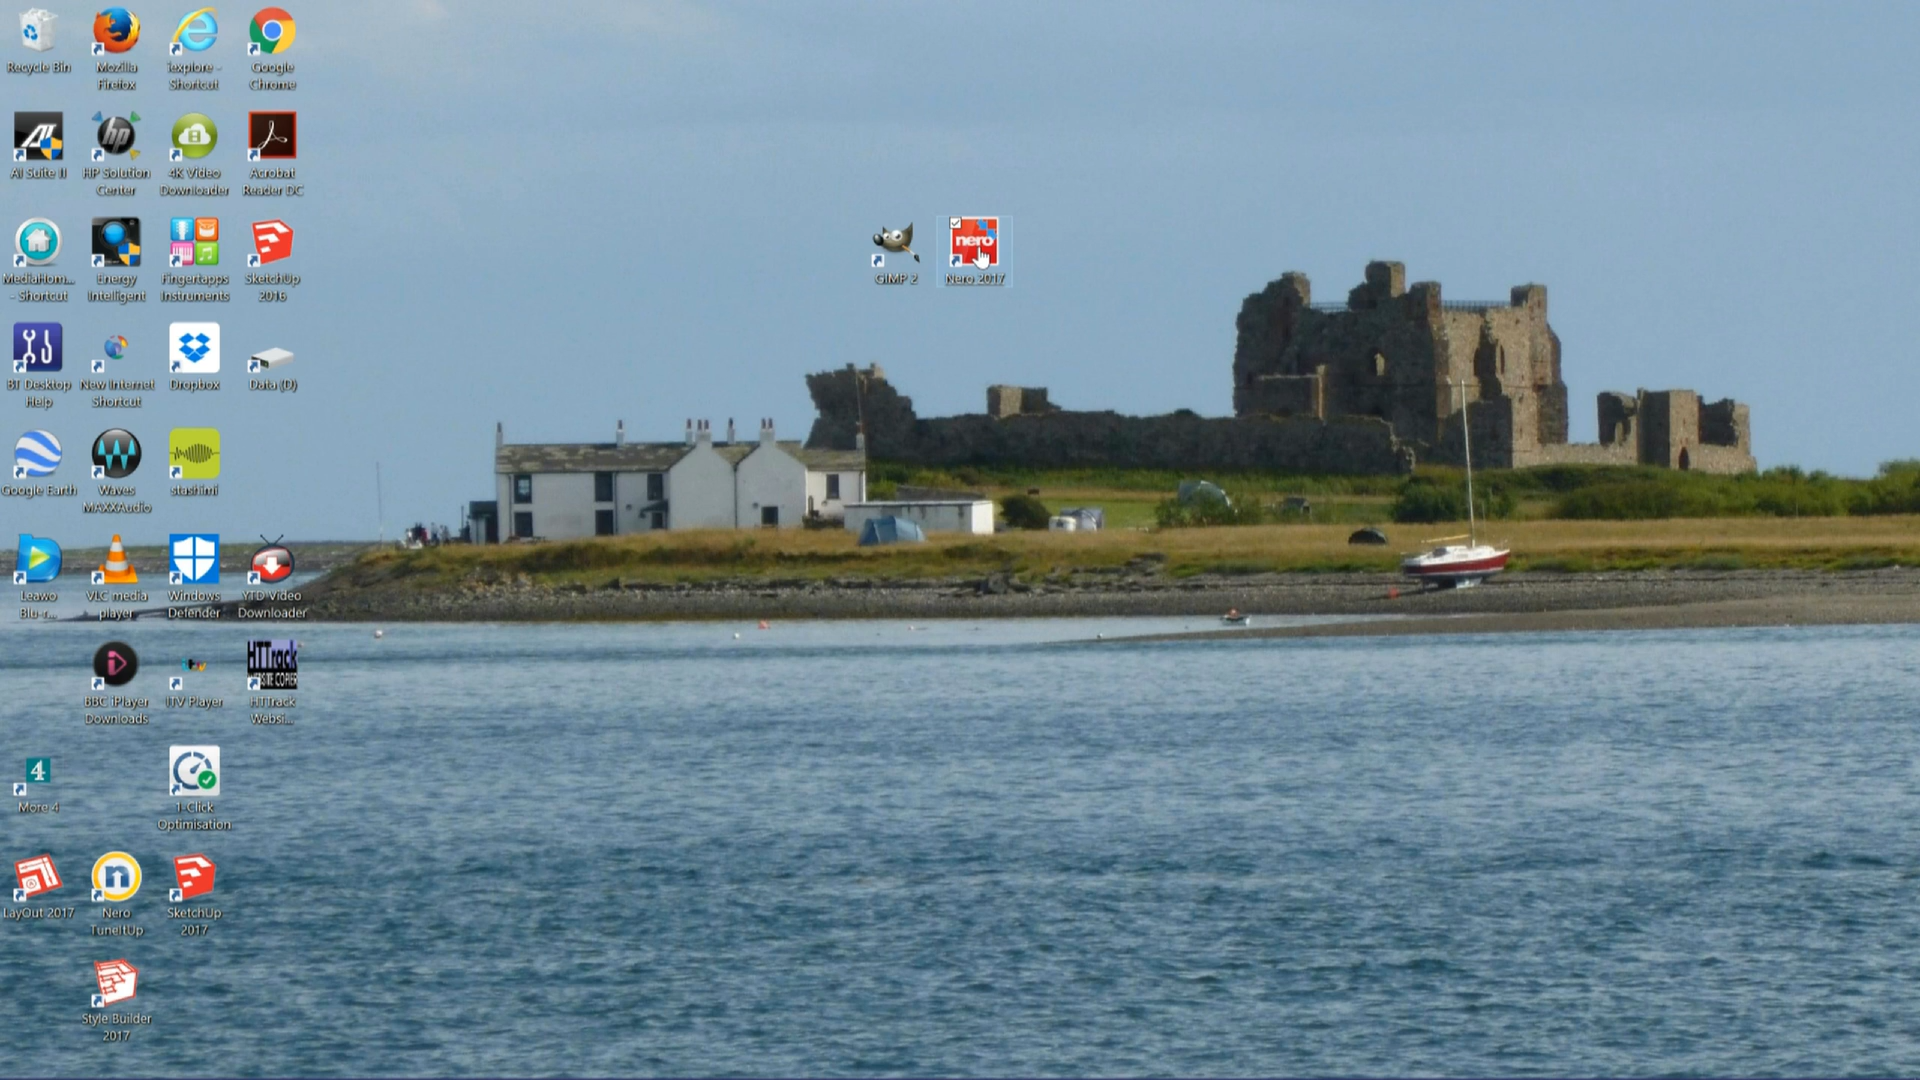 Recycle Bin
Mozilla
Firefox
iexplore -
Shortcut
Google
Chrome
AI Suite II
hp
HP Solution
Center
4K Video
Downloader
Acrobat
Reader DC
MediaHom...
- Shortcut
Energy
Intelligent
Fingertapps
Instruments
SketchUp
2016
GIMP 2
nero
Nero 2017
BT Desktop
Help
New Internet
Shortcut
Dropbox
Data (D)
Google Earth
Waves
MAXXAudio
stashimi
Leawo
Blu-r...
VLC media
player
Windows
Defender
YTD Video
Downloader
BBC iPlayer
Downloads
ITV Player
HTTrack
WEBSITE COPIER
HTTrack
Websi...
4
More 4
1-Click
Optimisation
LayOut 2017
n
Nero
TuneItUp
SketchUp
2017
Style Builder
2017